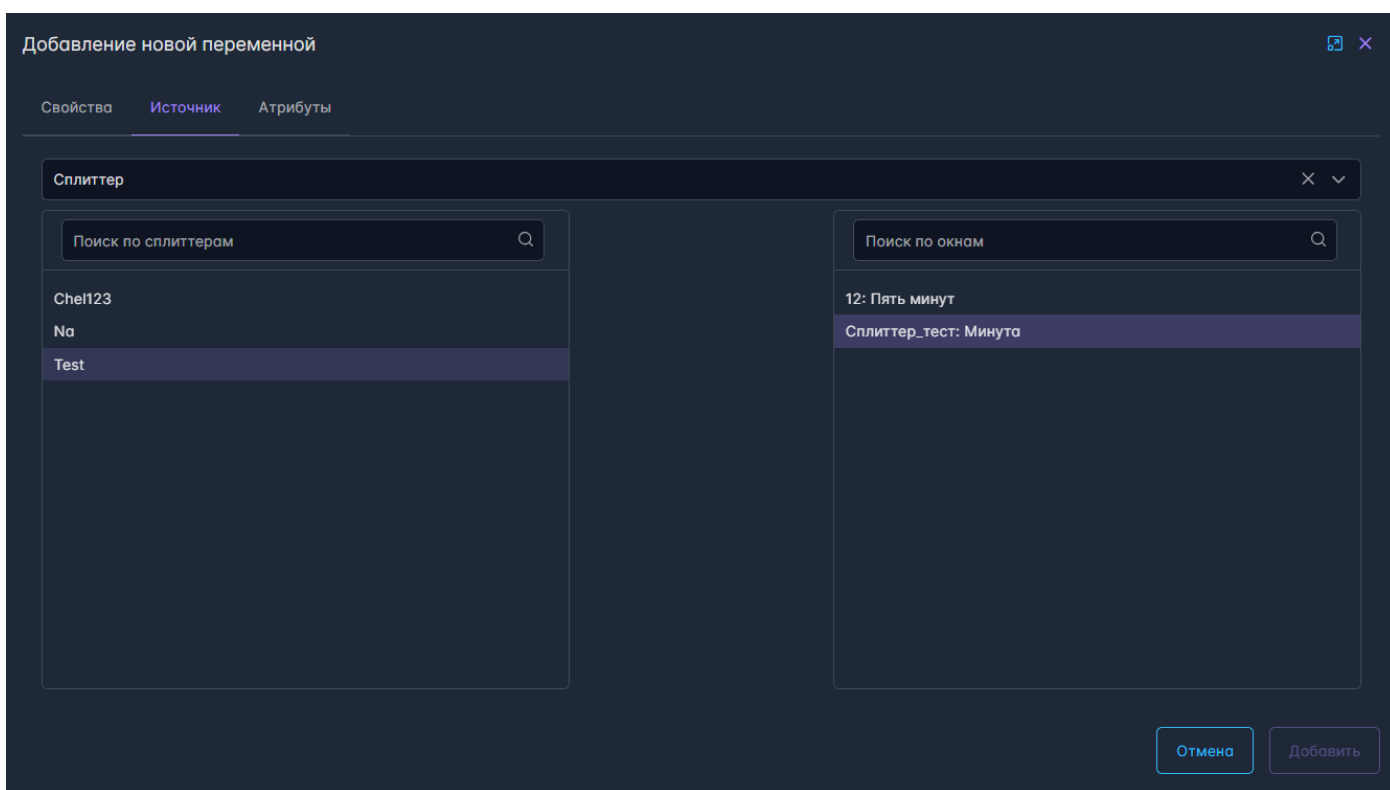 Добавление новой переменной
Свойства Источник Атрибуты
Сплиттер
Поиск по сплиттерам
Поиск по окнам
Chel123
12: Пять минут
Na
Сплиттер_тест: Минута
Test
Отмена Добавить